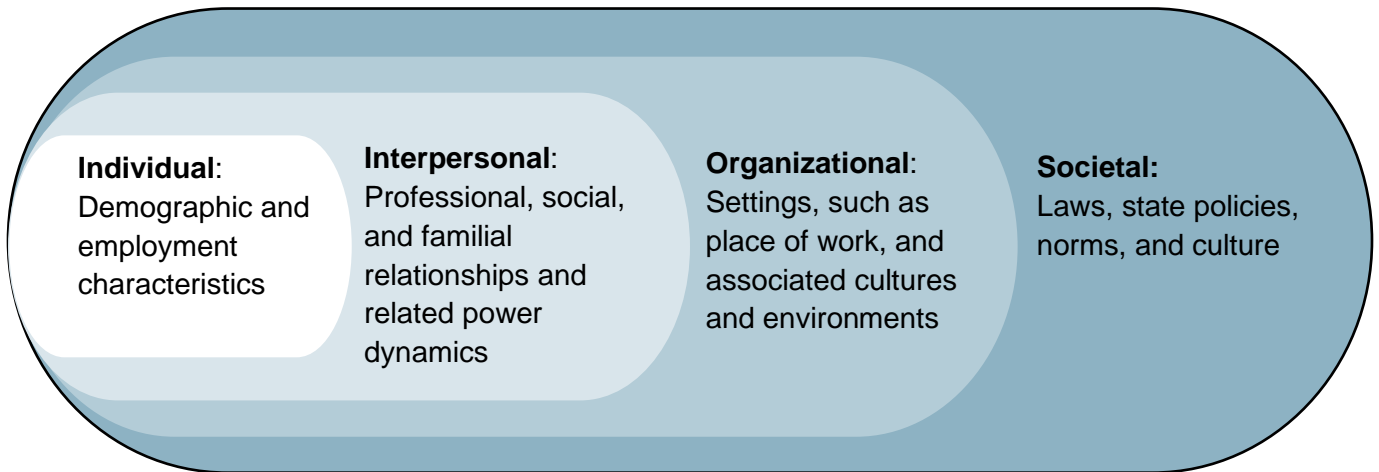 Individual:
Demographic and
employment
characteristics
Interpersonal:
Professional, social,
and familial
relationships and
related power
dynamics
Organizational:
Settings, such as
place of work, and
associated cultures
and environments
Societal:
Laws, state policies,
norms, and culture